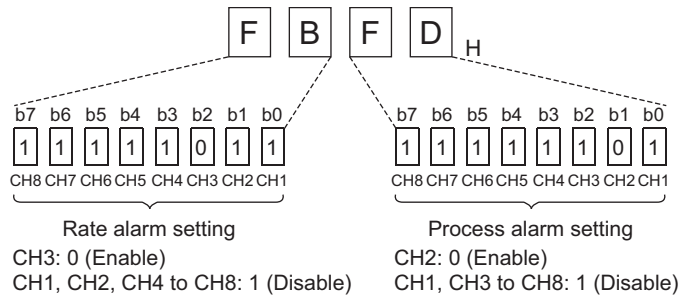 F B F D H
b7 b6 b5 b4 b3 b2 b1 b0 b7 b6 b5 b4 b3 b2 b1 b0
1 1 1 1 1 0 1 1 1 1 1 1 1 1 0 1
CH8 CH7 CH6 CH5 CH4 CH3 CH2 CH1 CH8 CH7 CH6 CH5 CH4 CH3 CH2 CH1
Rate alarm setting Process alarm setting
CH3: 0 (Enable) CH2: 0 (Enable)
CH1, CH2, CH4 to CH8: 1 (Disable) CH1, CH3 to CH8: 1 (Disable)